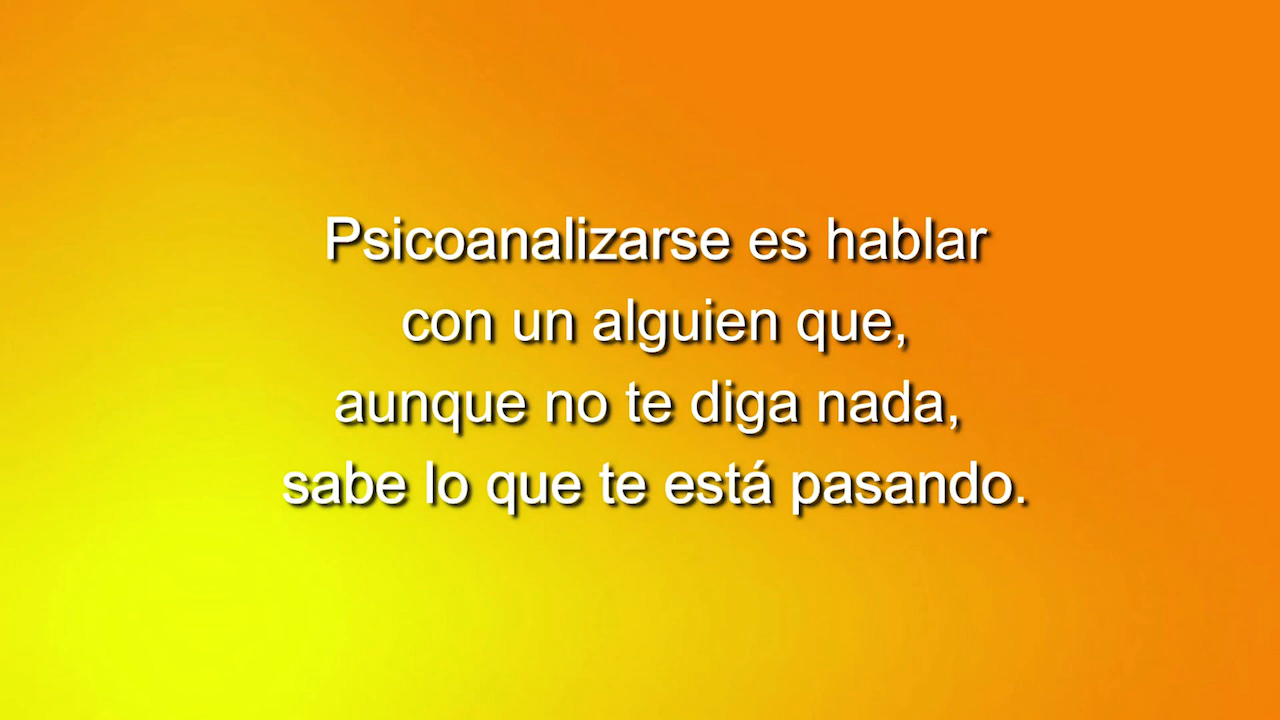 Psicoanalizarse es hablar
con un alguien que,
aunque no te diga nada,
sabe lo que te está pasando.